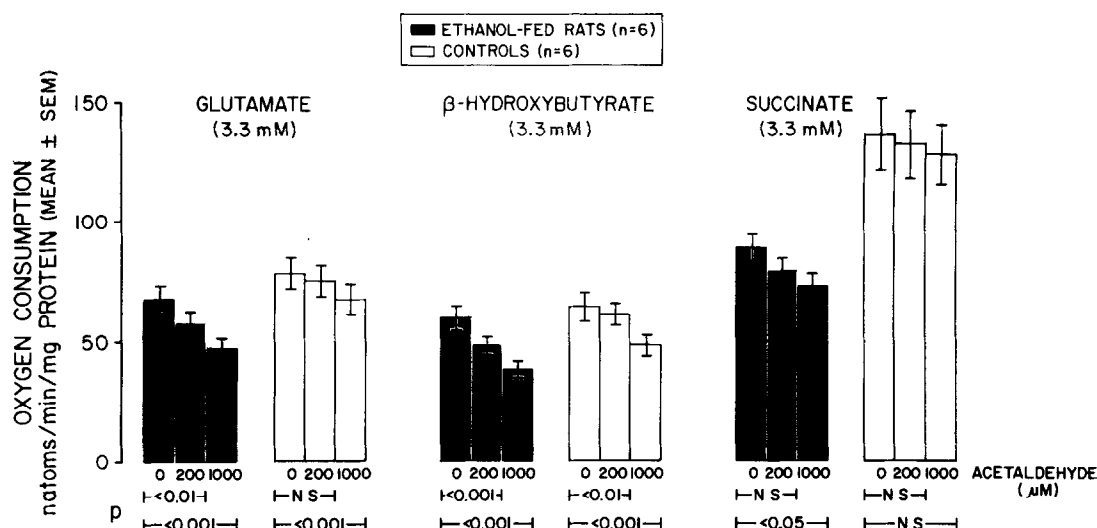 ETHANOL-FED RATS (n=6)
CONTROLS (n=6)
OXYGEN CONSUMPTION
natoms/min/mg PROTEIN (MEAN ± SEM)
150
100
50
0
GLUTAMATE
(3.3 mM)
β-HYDROXYBUTYRATE
(3.3 mM)
SUCCINATE
(3.3 mM)
0 200 1000 0 200 1000 0 200 1000 0 200 1000 0 200 1000 0 200 1000 ACETALDEHYDE
(μM)
<0.01 NS <0.001 <0.01 NS NS
p
<0.001 <0.001 <0.001 <0.001 <0.05 NS